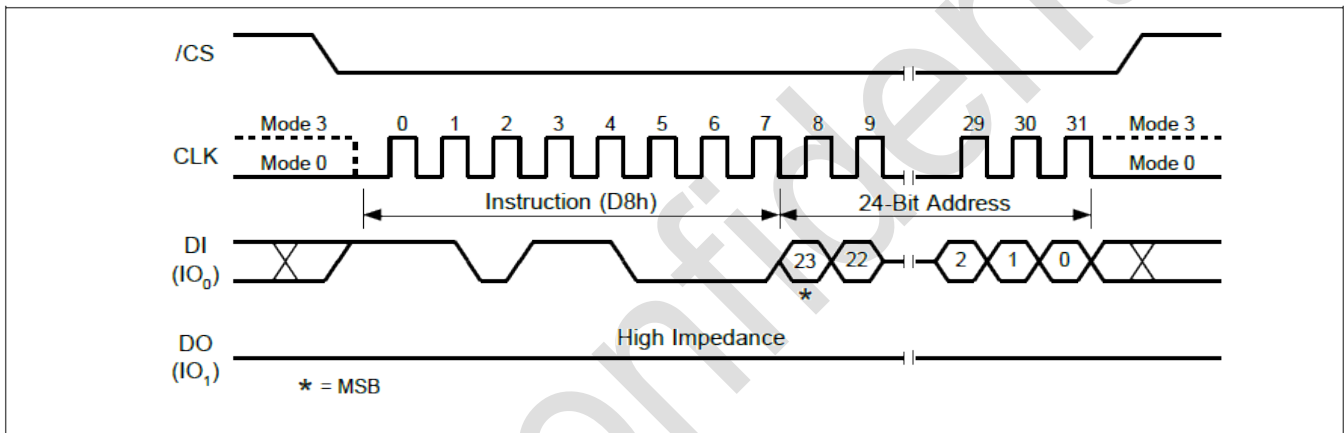 /CS
Mode 3 0 1 2 3 4 5 6 7 8 9 29 30 31 Mode 3
CLK Mode 0 Mode 0
Instruction (D8h) 24-Bit Address
DI
(IO0) 23 22 2 1 0
*
High Impedance
DO
(IO1)
* = MSB